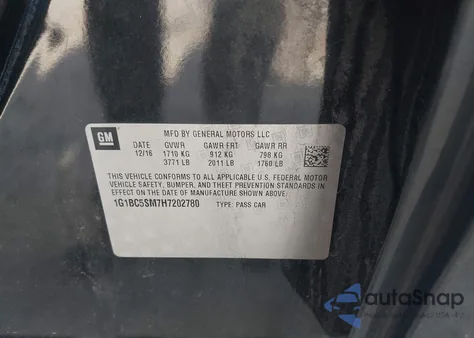 GM
MFD BY GENERAL MOTORS LLC
DATE GVWR GAWR FRT GAWR RR
12/16 1710 KG 912 KG 798 KG
3771 LB 2011 LB 1760 LB
THIS VEHICLE CONFORMS TO ALL APPLICABLE U.S. FEDERAL MOTOR
VEHICLE SAFETY, BUMPER, AND THEFT PREVENTION STANDARDS
IN EFFECT ON THE DATE OF MANUFACTURE SHOWN ABOVE.
1G1BC5SM7H7202780 TYPE: PASS CAR
autoSnap